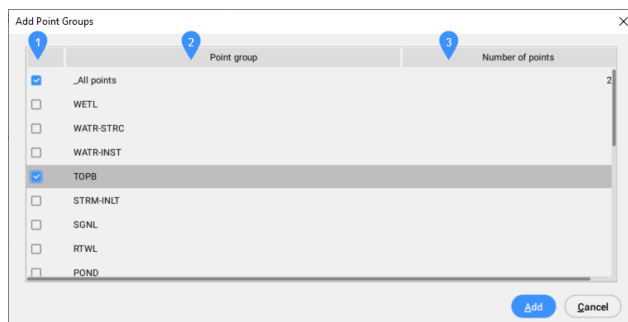 Add Point Groups
1 2 3
Point group Number of points
_All points 2
WETL
WATR-STRC
WATR-INST
TOPB
STRM-INLT
SGNL
RTWL
POND
Add Cancel